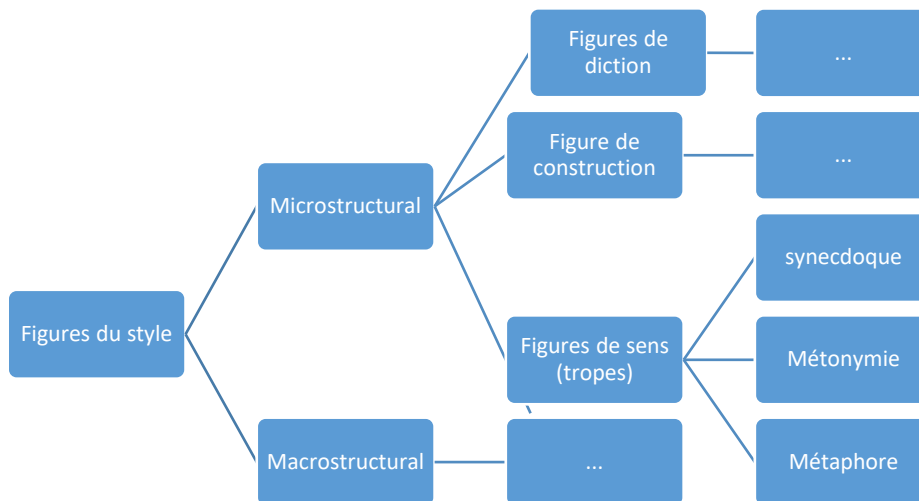 Figures du style
Microstructural
Figures de
diction
...
Figure de
construction
...
Figures de sens
(tropes)
synecdoque
Métonymie
Métaphore
Macrostructural
...